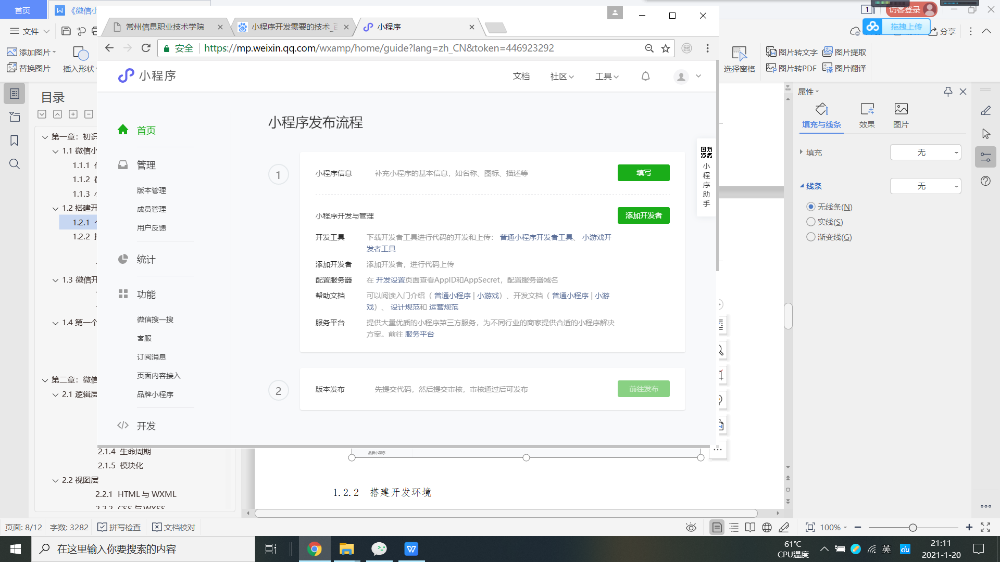 首页
《微信小
1
访客登录
文件
拖拽上传
分享
添加图片
替换图片
插入形状
选择窗格
图片转文字
图片提取
图片转PDF
图片翻译
常州信息职业技术学院
小程序开发需要的技术_
小程序
安全
https://mp.weixin.qq.com/wxamp/home/guide?lang=zh_CN&token=446923292
小程序
文档
社区
工具
目录
第一章：初识
1.1 微信小
1.1.1
1.1.2
1.1.3
1.2 搭建开
1.2.1
1.2.2
1.3 微信开
1.4 第一个
第二章：微信
2.1 逻辑层
2.1.4 生命周期
2.1.5 模块化
2.2 视图层
2.2.1 HTML 与 WXML
2.2.2 CSS 与 WXSS
首页
管理
版本管理
成员管理
用户反馈
统计
功能
微信搜一搜
客服
订阅消息
页面内容接入
品牌小程序
开发
小程序发布流程
1
小程序信息
补充小程序的基本信息，如名称、图标、描述等
填写
小程序开发与管理
添加开发者
开发工具
下载开发者工具进行代码的开发和上传： 普通小程序开发者工具、 小游戏开
发者工具
添加开发者
添加开发者，进行代码上传
配置服务器
在 开发设置页面查看AppID和AppSecret，配置服务器域名
帮助文档
可以阅读入门介绍（ 普通小程序 | 小游戏）、开发文档（ 普通小程序 | 小游
戏）、 设计规范和 运营规范
服务平台
提供大量优质的小程序第三方服务，为不同行业的商家提供合适的小程序解决
方案。前往 服务平台
2
版本发布
先提交代码，然后提交审核，审核通过后可发布
前往发布
小程序助手
品牌小程序
1.2.2 搭建开发环境
属性
填充与线条
效果
图片
填充
无
线条
无
无线条(N)
实线(S)
渐变线(G)
页面: 8/12
字数: 3282
拼写检查
文档校对
100%
在这里输入你要搜索的内容
61℃
CPU温度
英
du
21:11
2021-1-20